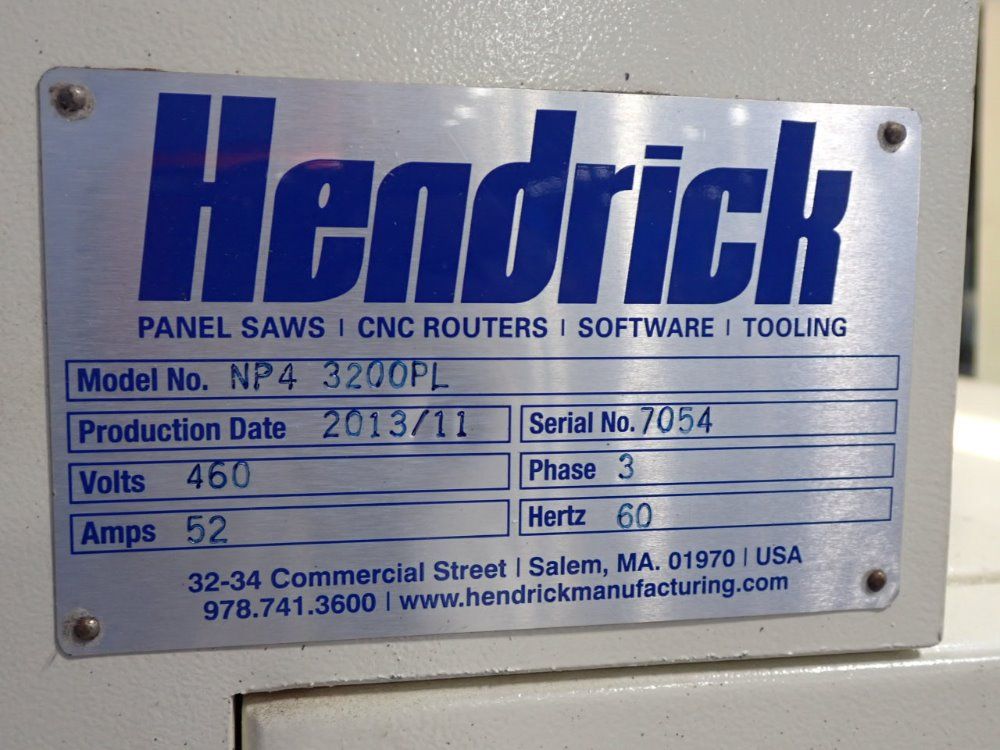 Hendrick
PANEL SAWS | CNC ROUTERS | SOFTWARE | TOOLING
Model No. NP4 3200PL
Production Date 2013/11 Serial No. 7054
Volts 460 Phase 3
Amps 52 Hertz 60
32-34 Commercial Street | Salem, MA. 01970 | USA
978.741.3600 | www.hendrickmanufacturing.com